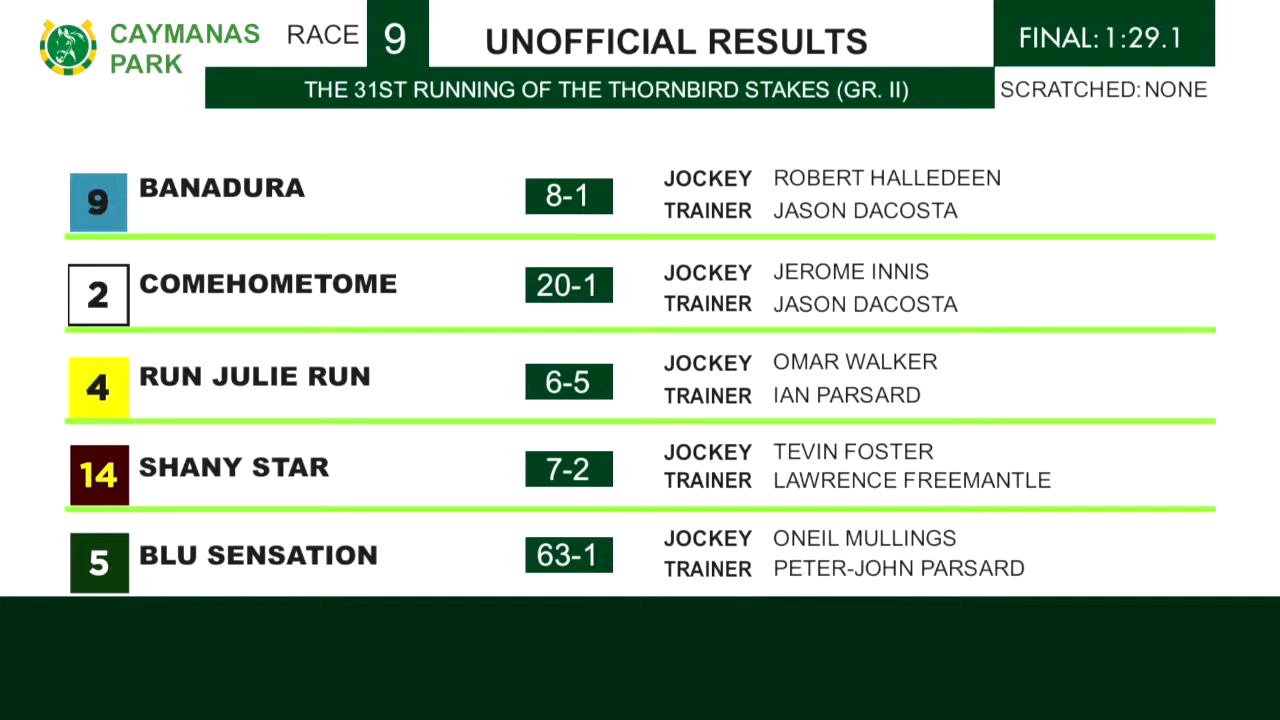 CAYMANAS PARK
RACE 9
UNOFFICIAL RESULTS
FINAL: 1:29.1
THE 31ST RUNNING OF THE THORNBIRD STAKES (GR. II)
SCRATCHED: NONE
9 BANADURA 8-1 JOCKEY ROBERT HALLEDEEN
TRAINER JASON DACOSTA
2 COMEHOMETOME 20-1 JOCKEY JEROME INNIS
TRAINER JASON DACOSTA
4 RUN JULIE RUN 6-5 JOCKEY OMAR WALKER
TRAINER IAN PARSARD
14 SHANY STAR 7-2 JOCKEY TEVIN FOSTER
TRAINER LAWRENCE FREEMANTLE
5 BLU SENSATION 63-1 JOCKEY ONEIL MULLINGS
TRAINER PETER-JOHN PARSARD